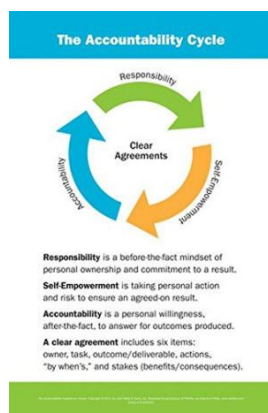 The Accountability Cycle
Responsibility
Clear
Agreements
Self-Empowerment
Accountability
Responsibility is a before-the-fact mindset of
personal ownership and commitment to a result.
Self-Empowerment is taking personal action
and risk to ensure an agreed-on result.
Accountability is a personal willingness,
after-the-fact, to answer for outcomes produced.
A clear agreement includes six items:
owner, task, outcome/deliverable, actions,
"by when's," and stakes (benefits/consequences).